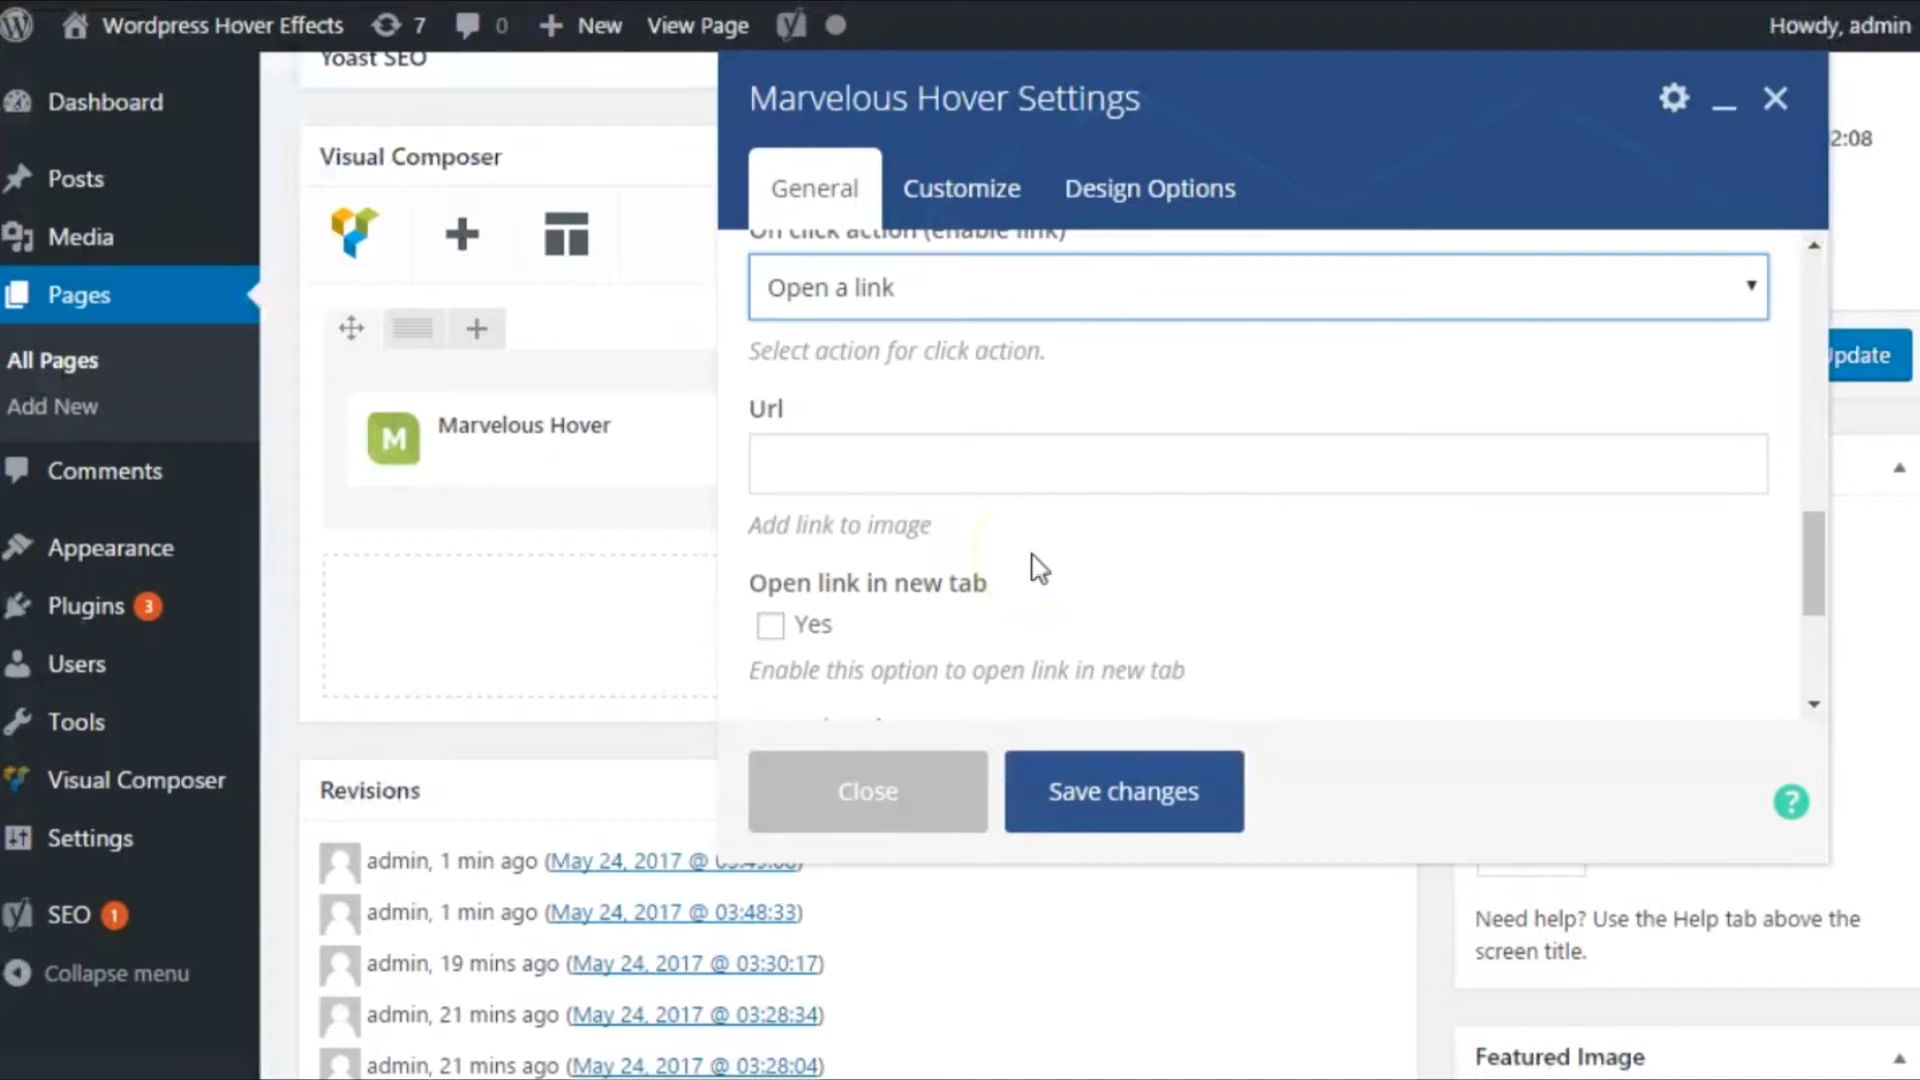 Wordpress Hover Effects
7
0
New
View Page
Howdy, admin
Dashboard
Posts
Media
Pages
All Pages
Add New
Comments
Appearance
Plugins 3
Users
Tools
Visual Composer
Settings
SEO 1
Collapse menu
Yoast SEO
Visual Composer
M
Marvelous Hover
Marvelous Hover Settings
General
Customize
Design Options
On click action (enable link)
Open a link
Select action for click action.
Url
Add link to image
Open link in new tab
Yes
Enable this option to open link in new tab
Close
Save changes
?
2:08
Update
Revisions
admin, 1 min ago (May 24, 2017 @
admin, 1 min ago (May 24, 2017 @ 03:48:33)
admin, 19 mins ago (May 24, 2017 @ 03:30:17)
admin, 21 mins ago (May 24, 2017 @ 03:28:34)
admin, 21 mins ago (May 24, 2017 @ 03:28:04)
Need help? Use the Help tab above the
screen title.
Featured Image